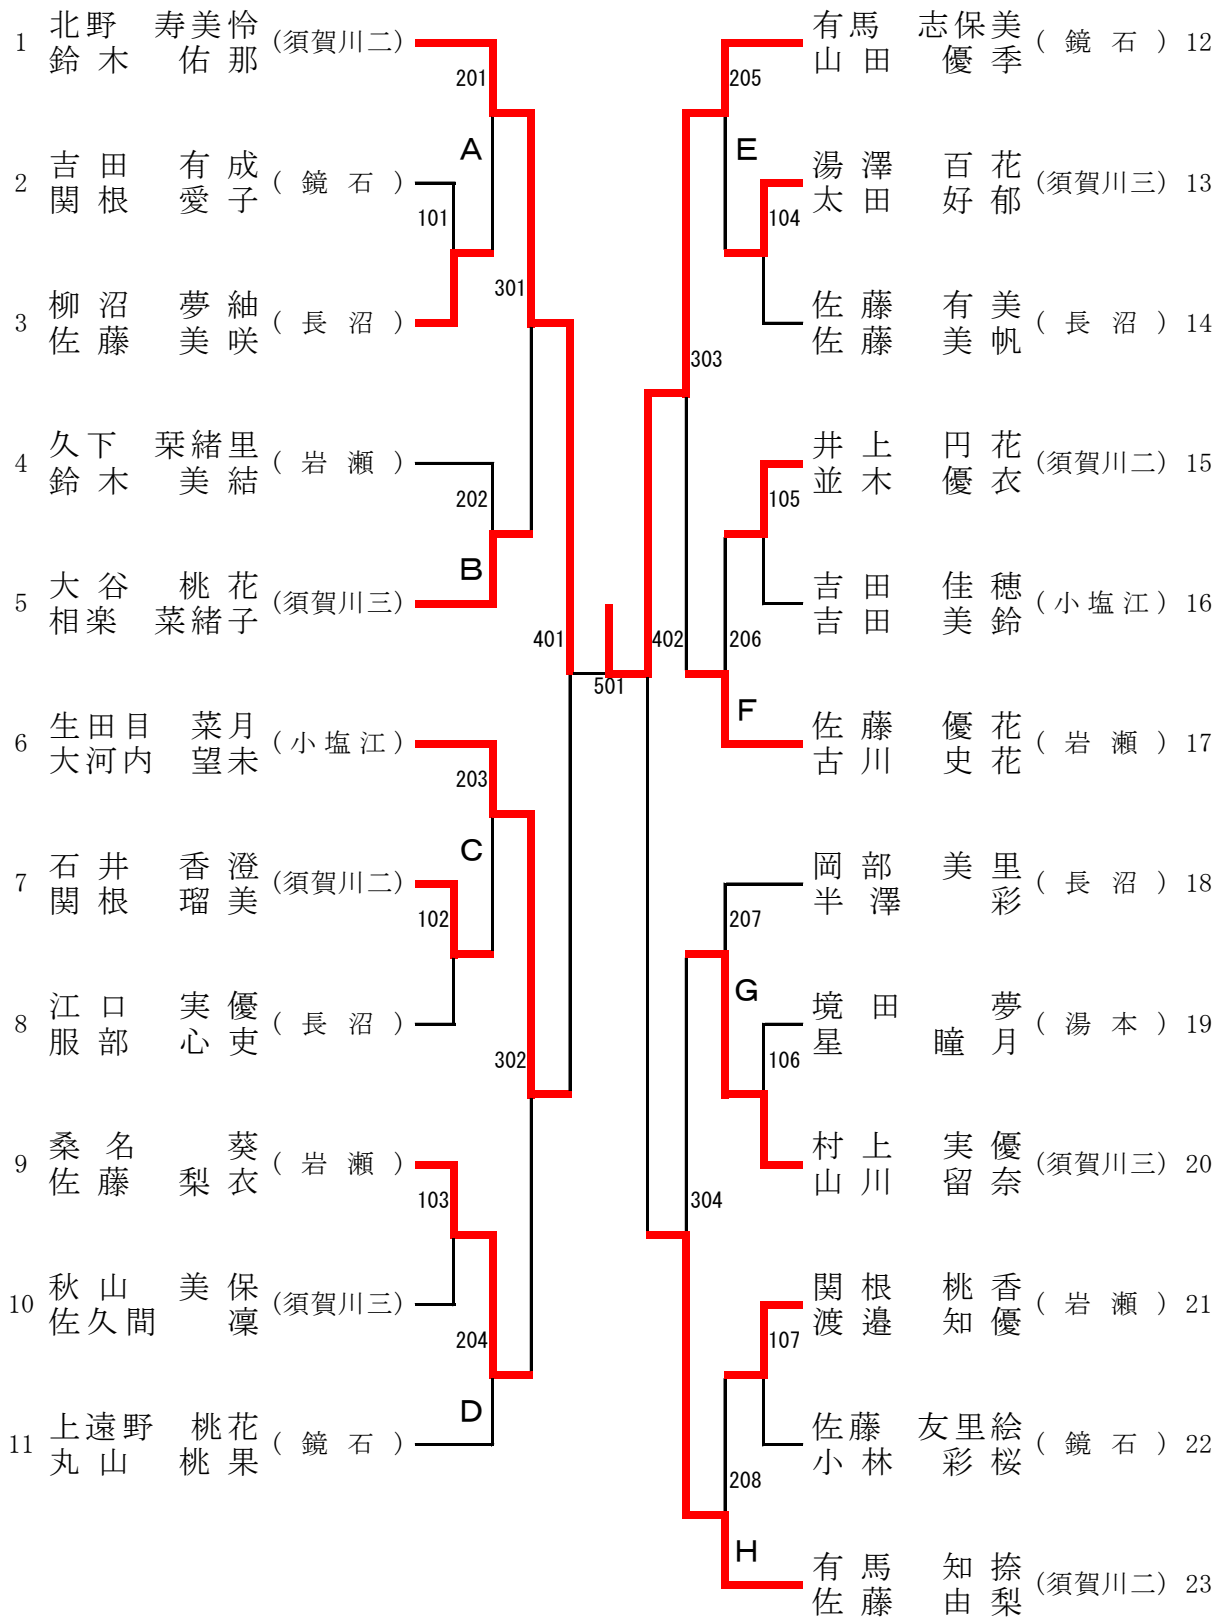 1 北野 寿美怜 (須賀川二)
鈴木 佑那
201
A
2 吉田 有成 (鏡石)
関根 愛子
101
301
3 柳沼 夢紬 (長沼)
佐藤 美咲
4 久下 栞緒里 (岩瀬)
鈴木 美結
202
B
5 大谷 桃花 (須賀川三)
相楽 菜緒子
401
6 生田目 菜月 (小塩江)
大河内 望未
203
C
7 石井 香澄 (須賀川二)
関根 瑠美
102
8 江口 実優 (長沼)
服部 心吏
302
9 桑名 葵 (岩瀬)
佐藤 梨衣
103
10 秋山 美保 (須賀川三)
佐久間 凜
204
D
11 上遠野 桃花 (鏡石)
丸山 桃果
501
有馬 志保美 (鏡石) 12
山田 優季
205
E
湯澤 百花 (須賀川三) 13
太田 好郁
104
佐藤 有美 (長沼) 14
佐藤 美帆
303
井上 円花 (須賀川二) 15
並木 優衣
105
吉田 佳穂 (小塩江) 16
吉田 美鈴
402
206
F
佐藤 優花 (岩瀬) 17
古川 史花
岡部 美里 (長沼) 18
半澤 彩
207
G
境田 夢 (湯本) 19
星 瞳月
106
村上 実優 (須賀川三) 20
山川 留奈
304
関根 桃香 (岩瀬) 21
渡邉 知優
107
佐藤 友里絵 (鏡石) 22
小林 彩桜
208
H
有馬 知捺 (須賀川二) 23
佐藤 由梨